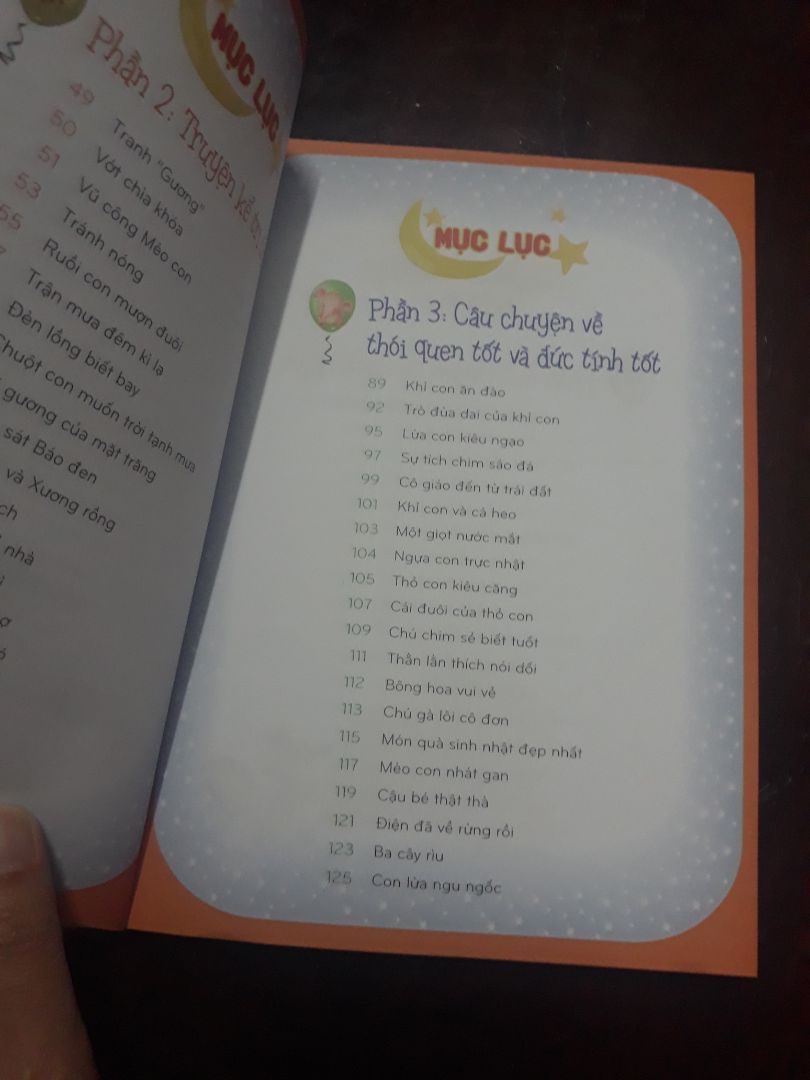 MỤC LỤC
Phần 2: Truyện kể
49 Tranh "Gương"
50 Vớt chìa khóa
51 Vũ công Mèo con
53 Tránh nóng
55 Ruồi con mượn đuôi
Trận mưa đêm kì lạ
Đèn lồng biết bay
Chuột con muốn trời tạnh mưa
gương của mặt trăng
sát Báo đen
và Xương rồng
nhà
MỤC LỤC
Phần 3: Câu chuyện về
thói quen tốt và đức tính tốt
89 Khỉ con ăn đào
92 Trò đùa dai của khỉ con
95 Lừa con kiêu ngạo
97 Sự tích chim sáo đá
99 Cô giáo đến từ trái đất
101 Khỉ con và cá heo
103 Một giọt nước mắt
104 Ngựa con trực nhật
105 Thỏ con kiêu căng
107 Cái đuôi của thỏ con
109 Chú chim sẻ biết tuốt
111 Thằn lằn thích nói dối
112 Bông hoa vui vẻ
113 Chú gà lôi cô đơn
115 Món quà sinh nhật đẹp nhất
117 Mèo con nhát gan
119 Cậu bé thật thà
121 Điện đã về rừng rồi
123 Ba cây rìu
125 Con lừa ngu ngốc